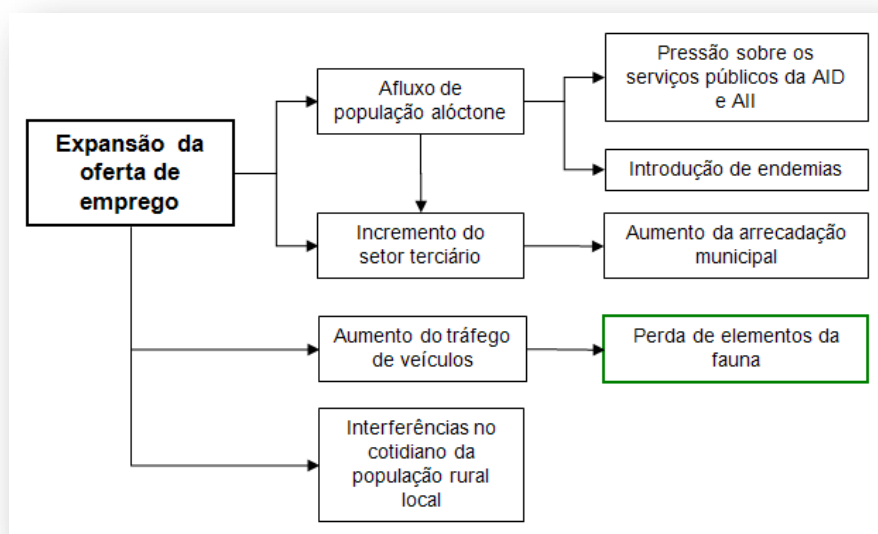 Expansão da
oferta de
emprego
Afluxo de
população alóctone
Pressão sobre os
serviços públicos da AID
e AII
Introdução de endemias
Incremento do
setor terciário
Aumento da arrecadação
municipal
Aumento do tráfego
de veículos
Perda de elementos da
fauna
Interferências no
cotidiano da
população rural
local